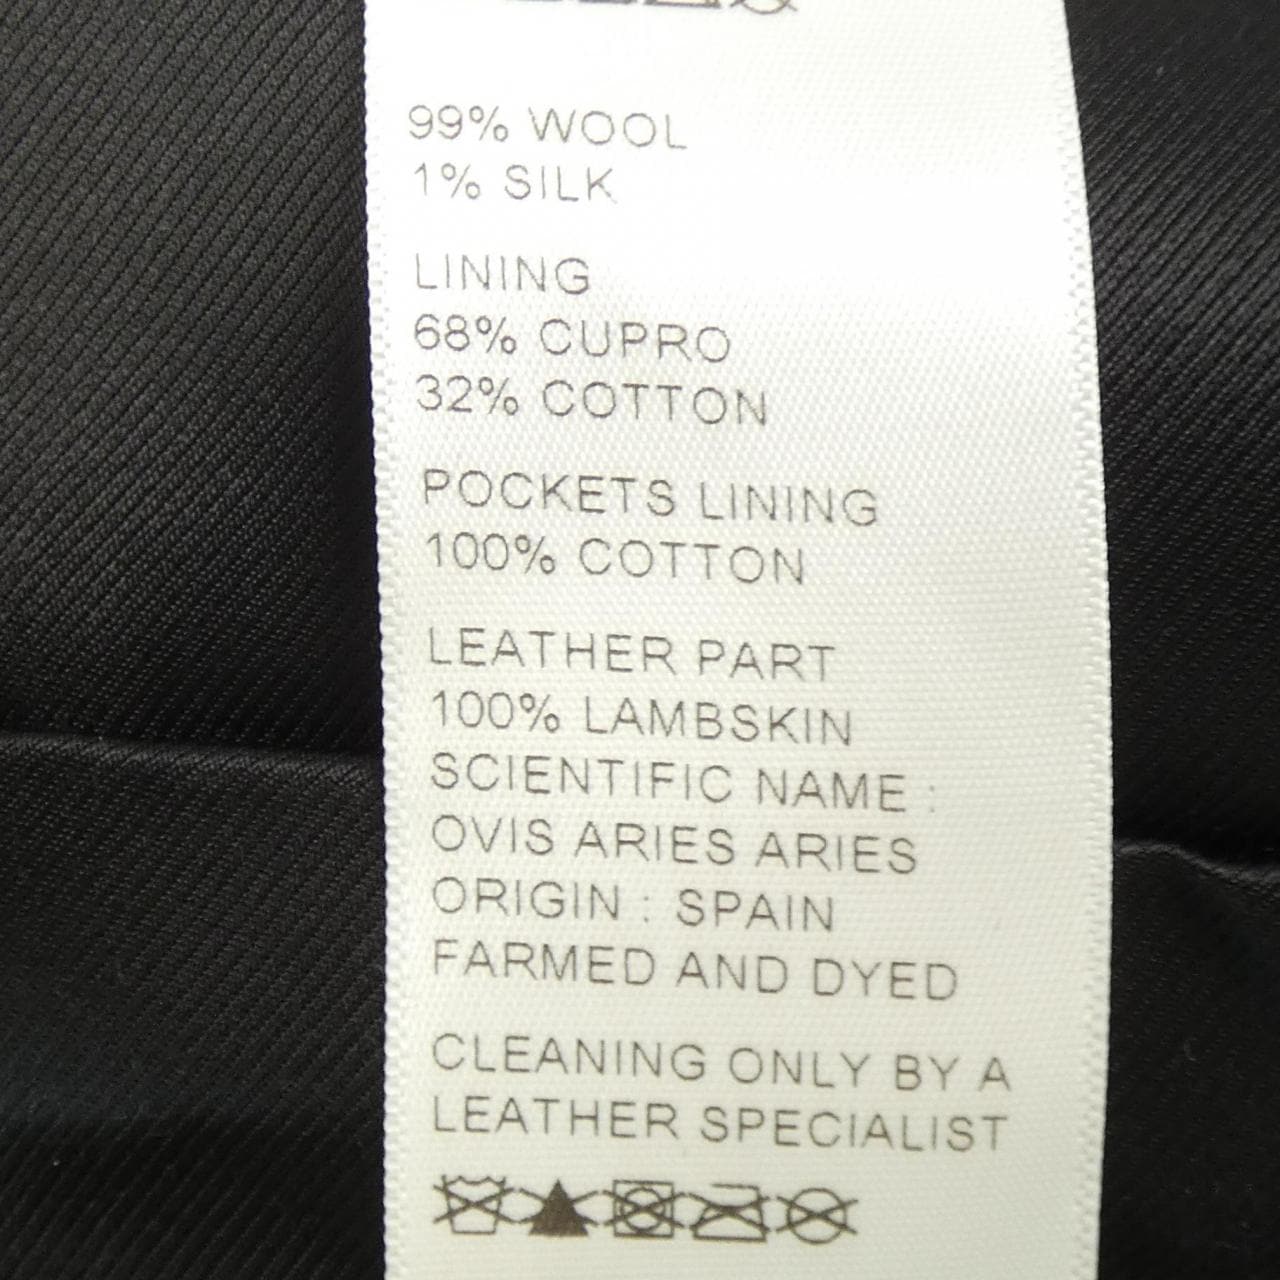 99% WOOL
1% SILK
LINING
68% CUPRO
32% COTTON
POCKETS LINING
100% COTTON
LEATHER PART
100% LAMBSKIN
SCIENTIFIC NAME :
OVIS ARIES ARIES
ORIGIN : SPAIN
FARMED AND DYED
CLEANING ONLY BY A
LEATHER SPECIALIST